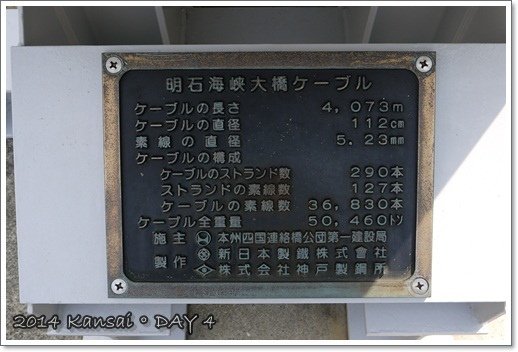 明石海峡大橋ケーブル
ケーブルの長さ 4,073m
ケーブルの直径 112cm
素線の直径 5.23mm
ケーブルの構成
ケーブルのストランド数 290本
ストランドの素線数 127本
ケーブルの素線数 36,830本
ケーブル全重量 50,460トン
施主 本州四国連絡橋公団第一建設局
製作 新日本製鐵株式會社
株式会社神戸製鋼所
2014 Kansai • DAY 4